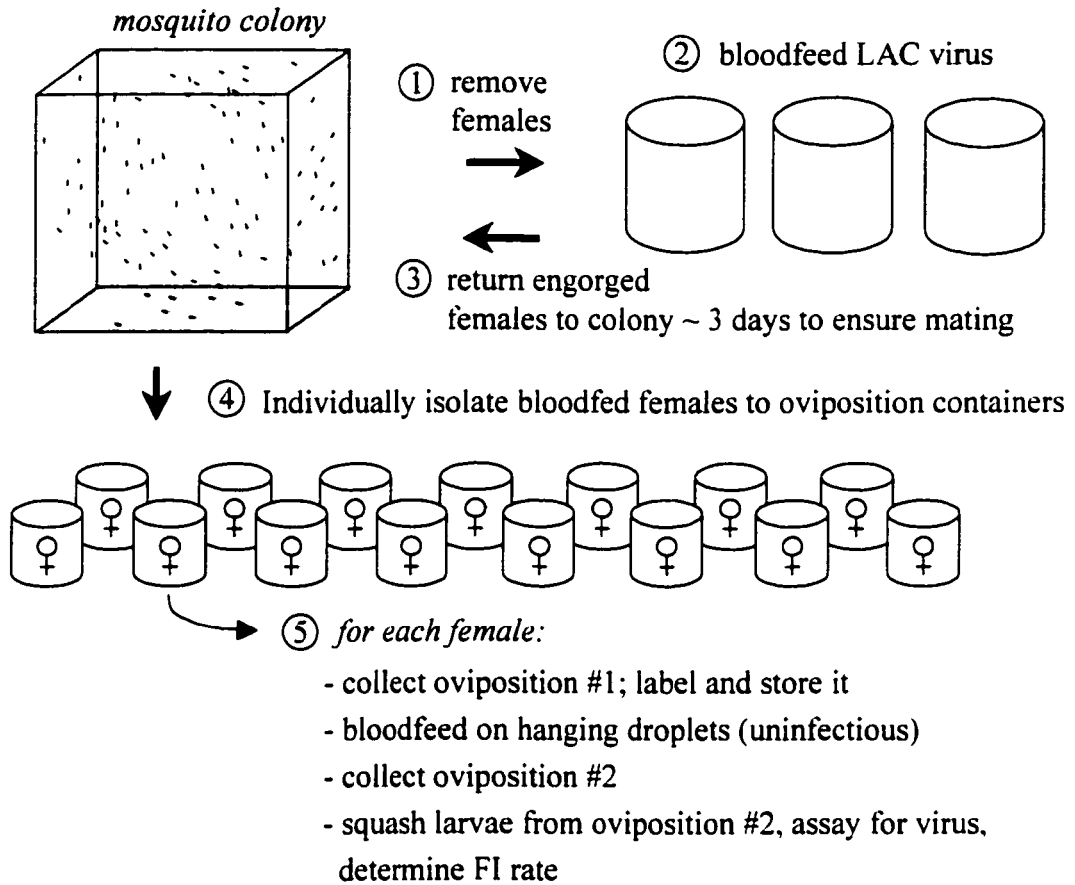 mosquito colony
① remove
females
② bloodfeed LAC virus
③ return engorged
females to colony ~ 3 days to ensure mating
④ Individually isolate bloodfed females to oviposition containers
♀ ♀ ♀ ♀ ♀ ♀ ♀
♀ ♀ ♀ ♀ ♀ ♀ ♀ ♀
⑤ for each female:
- collect oviposition #1; label and store it
- bloodfeed on hanging droplets (uninfectious)
- collect oviposition #2
- squash larvae from oviposition #2, assay for virus,
determine FI rate